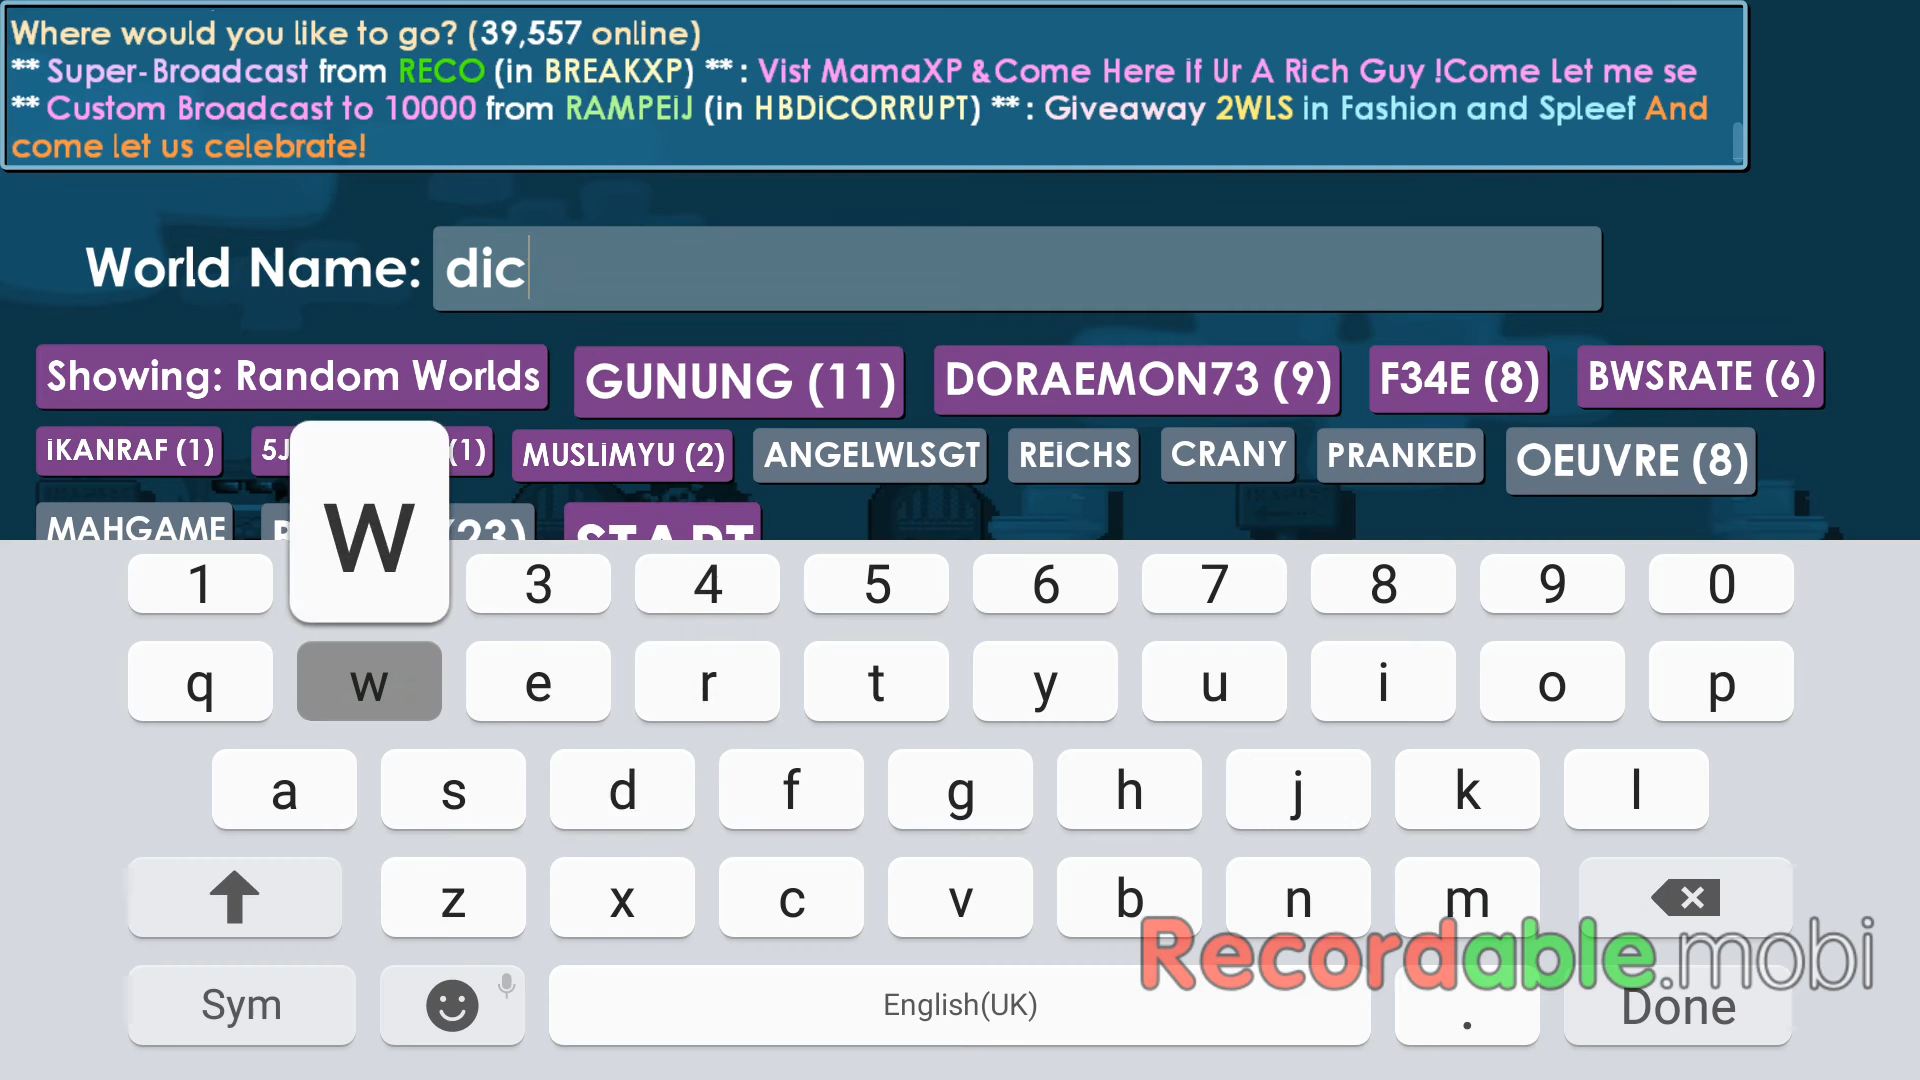 Where would you like to go? (39,557 online)
** Super-Broadcast from RECO (in BREAKXP) ** : Vist MamaXP &Come Here if Ur A Rich Guy !Come Let me se
** Custom Broadcast to 10000 from RAMPEiJ (in HBDiCORRUPT) ** : Giveaway 2WLS in Fashion and Spleef And
come let us celebrate!
World Name: dic
Showing: Random Worlds GUNUNG (11) DORAEMON73 (9) F34E (8) BWSRATE (6)
iKANRAF (1) 5J (1) MUSLiMYU (2) ANGELWLSGT REiCHS CRANY PRANKED OEUVRE (8)
MAHGAME (23) START
w
1 3 4 5 6 7 8 9 0
q w e r t y u i o p
a s d f g h j k l
z x c v b n m
Recordable.mobi
Sym English(UK) . Done